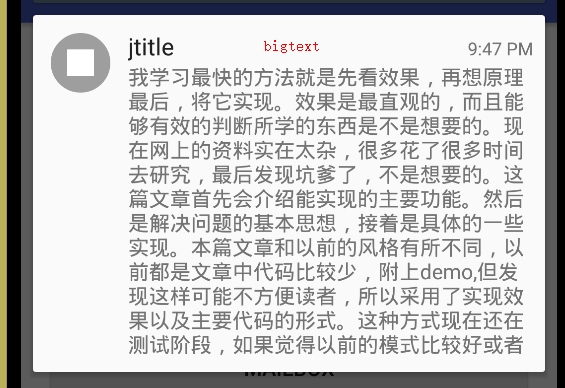 jtitle bigtext 9:47 PM
我学习最快的方法就是先看效果，再想原理
最后，将它实现。效果是最直观的，而且能
够有效的判断所学的东西是不是想要的。现
在网上的资料实在太杂，很多花了很多时间
去研究，最后发现坑爹了，不是想要的。这
篇文章首先会介绍能实现的主要功能。然后
是解决问题的基本思想，接着是具体的一些
实现。本篇文章和以前的风格有所不同，以
前都是文章中代码比较少，附上demo,但发
现这样可能不方便读者，所以采用了实现效
果以及主要代码的形式。这种方式现在还在
测试阶段，如果觉得以前的模式比较好或者
MAILBOX